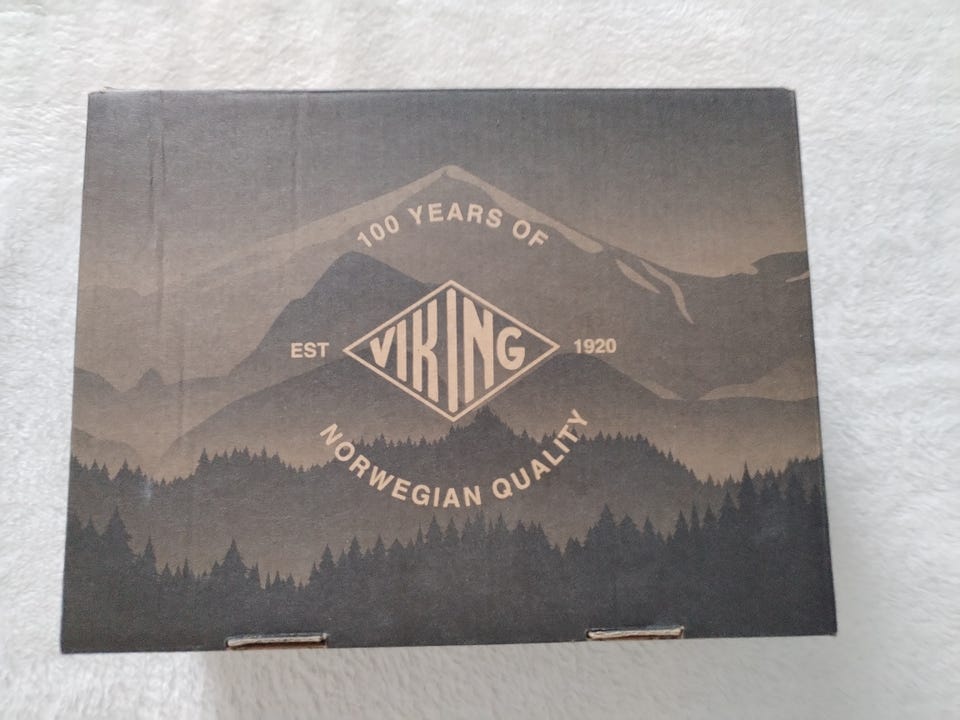 100 YEARS OF
EST VIKING 1920
NORWEGIAN QUALITY